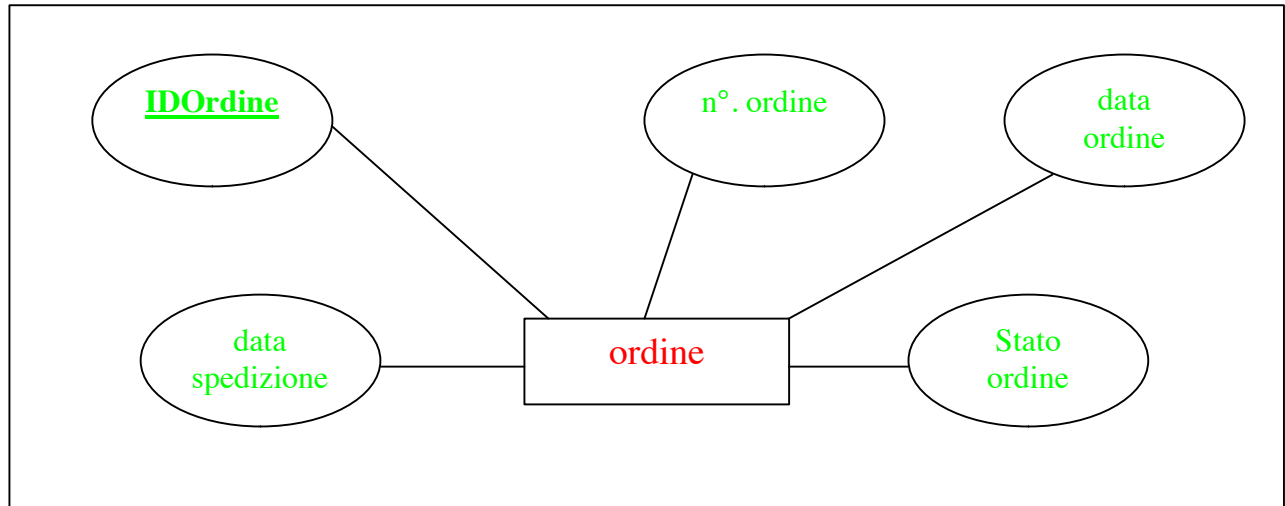 IDOrdine
n°. ordine
data
ordine
data
spedizione
ordine
Stato
ordine